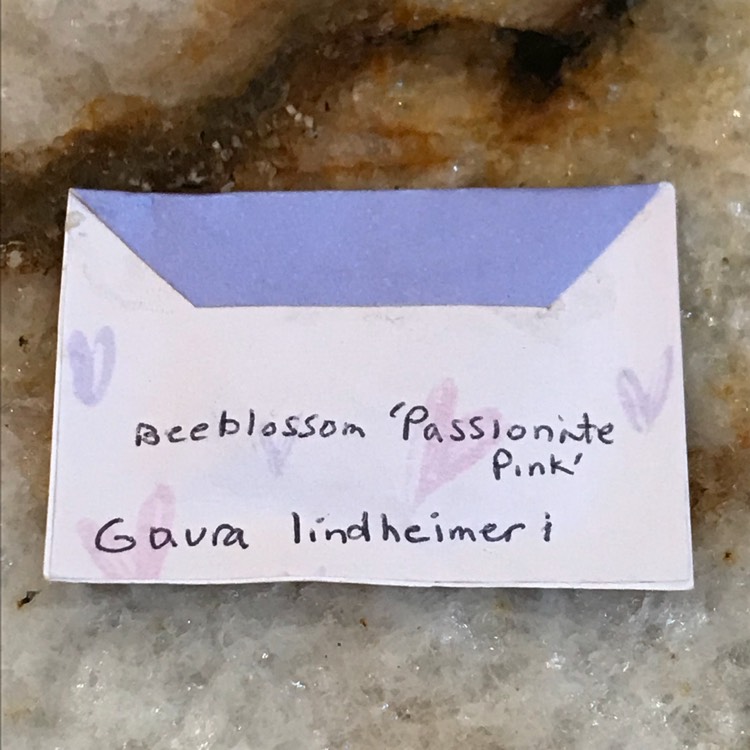 Beeblossom 'Passionate
Pink'
Gaura lindheimeri